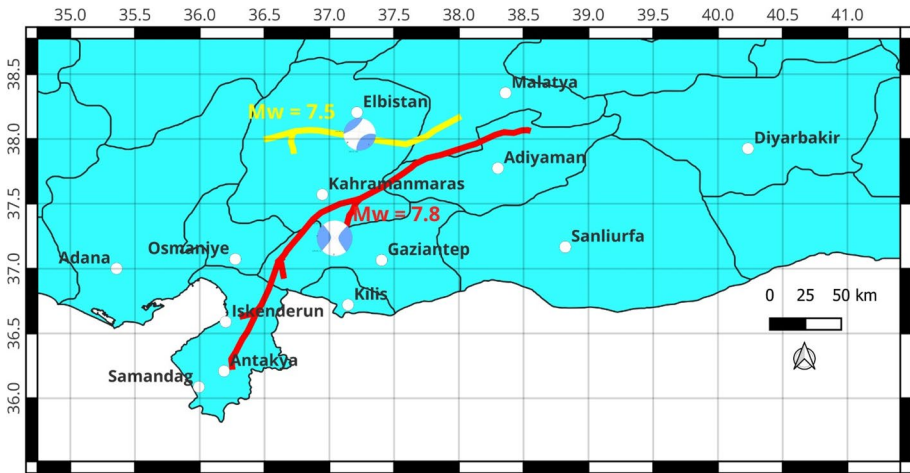 35.0 35.5 36.0 36.5 37.0 37.5 38.0 38.5 39.0 39.5 40.0 40.5 41.0
38.5
Malatya
Elbistan
Mw = 7.5
38.0
Diyarbakir
Adiyaman
Kahramanmaras
37.5
Mw = 7.8
Sanliurfa
Osmaniye
Gaziantep
Adana
37.0
Kilis
0 25 50 km
Iskenderun
36.5
Antakya
Samandag
36.0